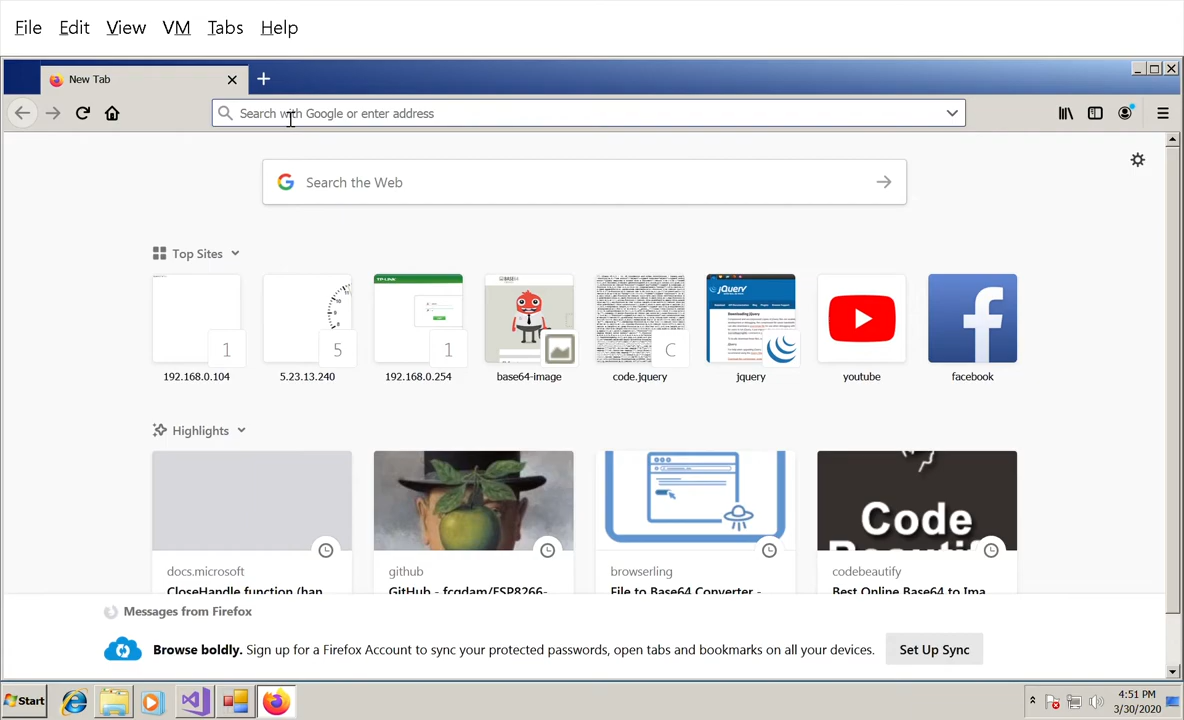 File Edit View VM Tabs Help
New Tab
Search with Google or enter address
Search the Web
Top Sites
1 5 TP-LINK 1 BASE64 C jQuery
192.168.0.104 5.23.13.240 192.168.0.254 base64-image code.jquery jquery youtube facebook
Highlights
Code
docs.microsoft github browserling codebeautify
CloseHandle function (han GitHub - fcgdam/ESP8266- File to Base64 Converter - Best Online Base64 to Ima
Messages from Firefox
Browse boldly. Sign up for a Firefox Account to sync your protected passwords, open tabs and bookmarks on all your devices. Set Up Sync
Start
4:51 PM
3/30/2020